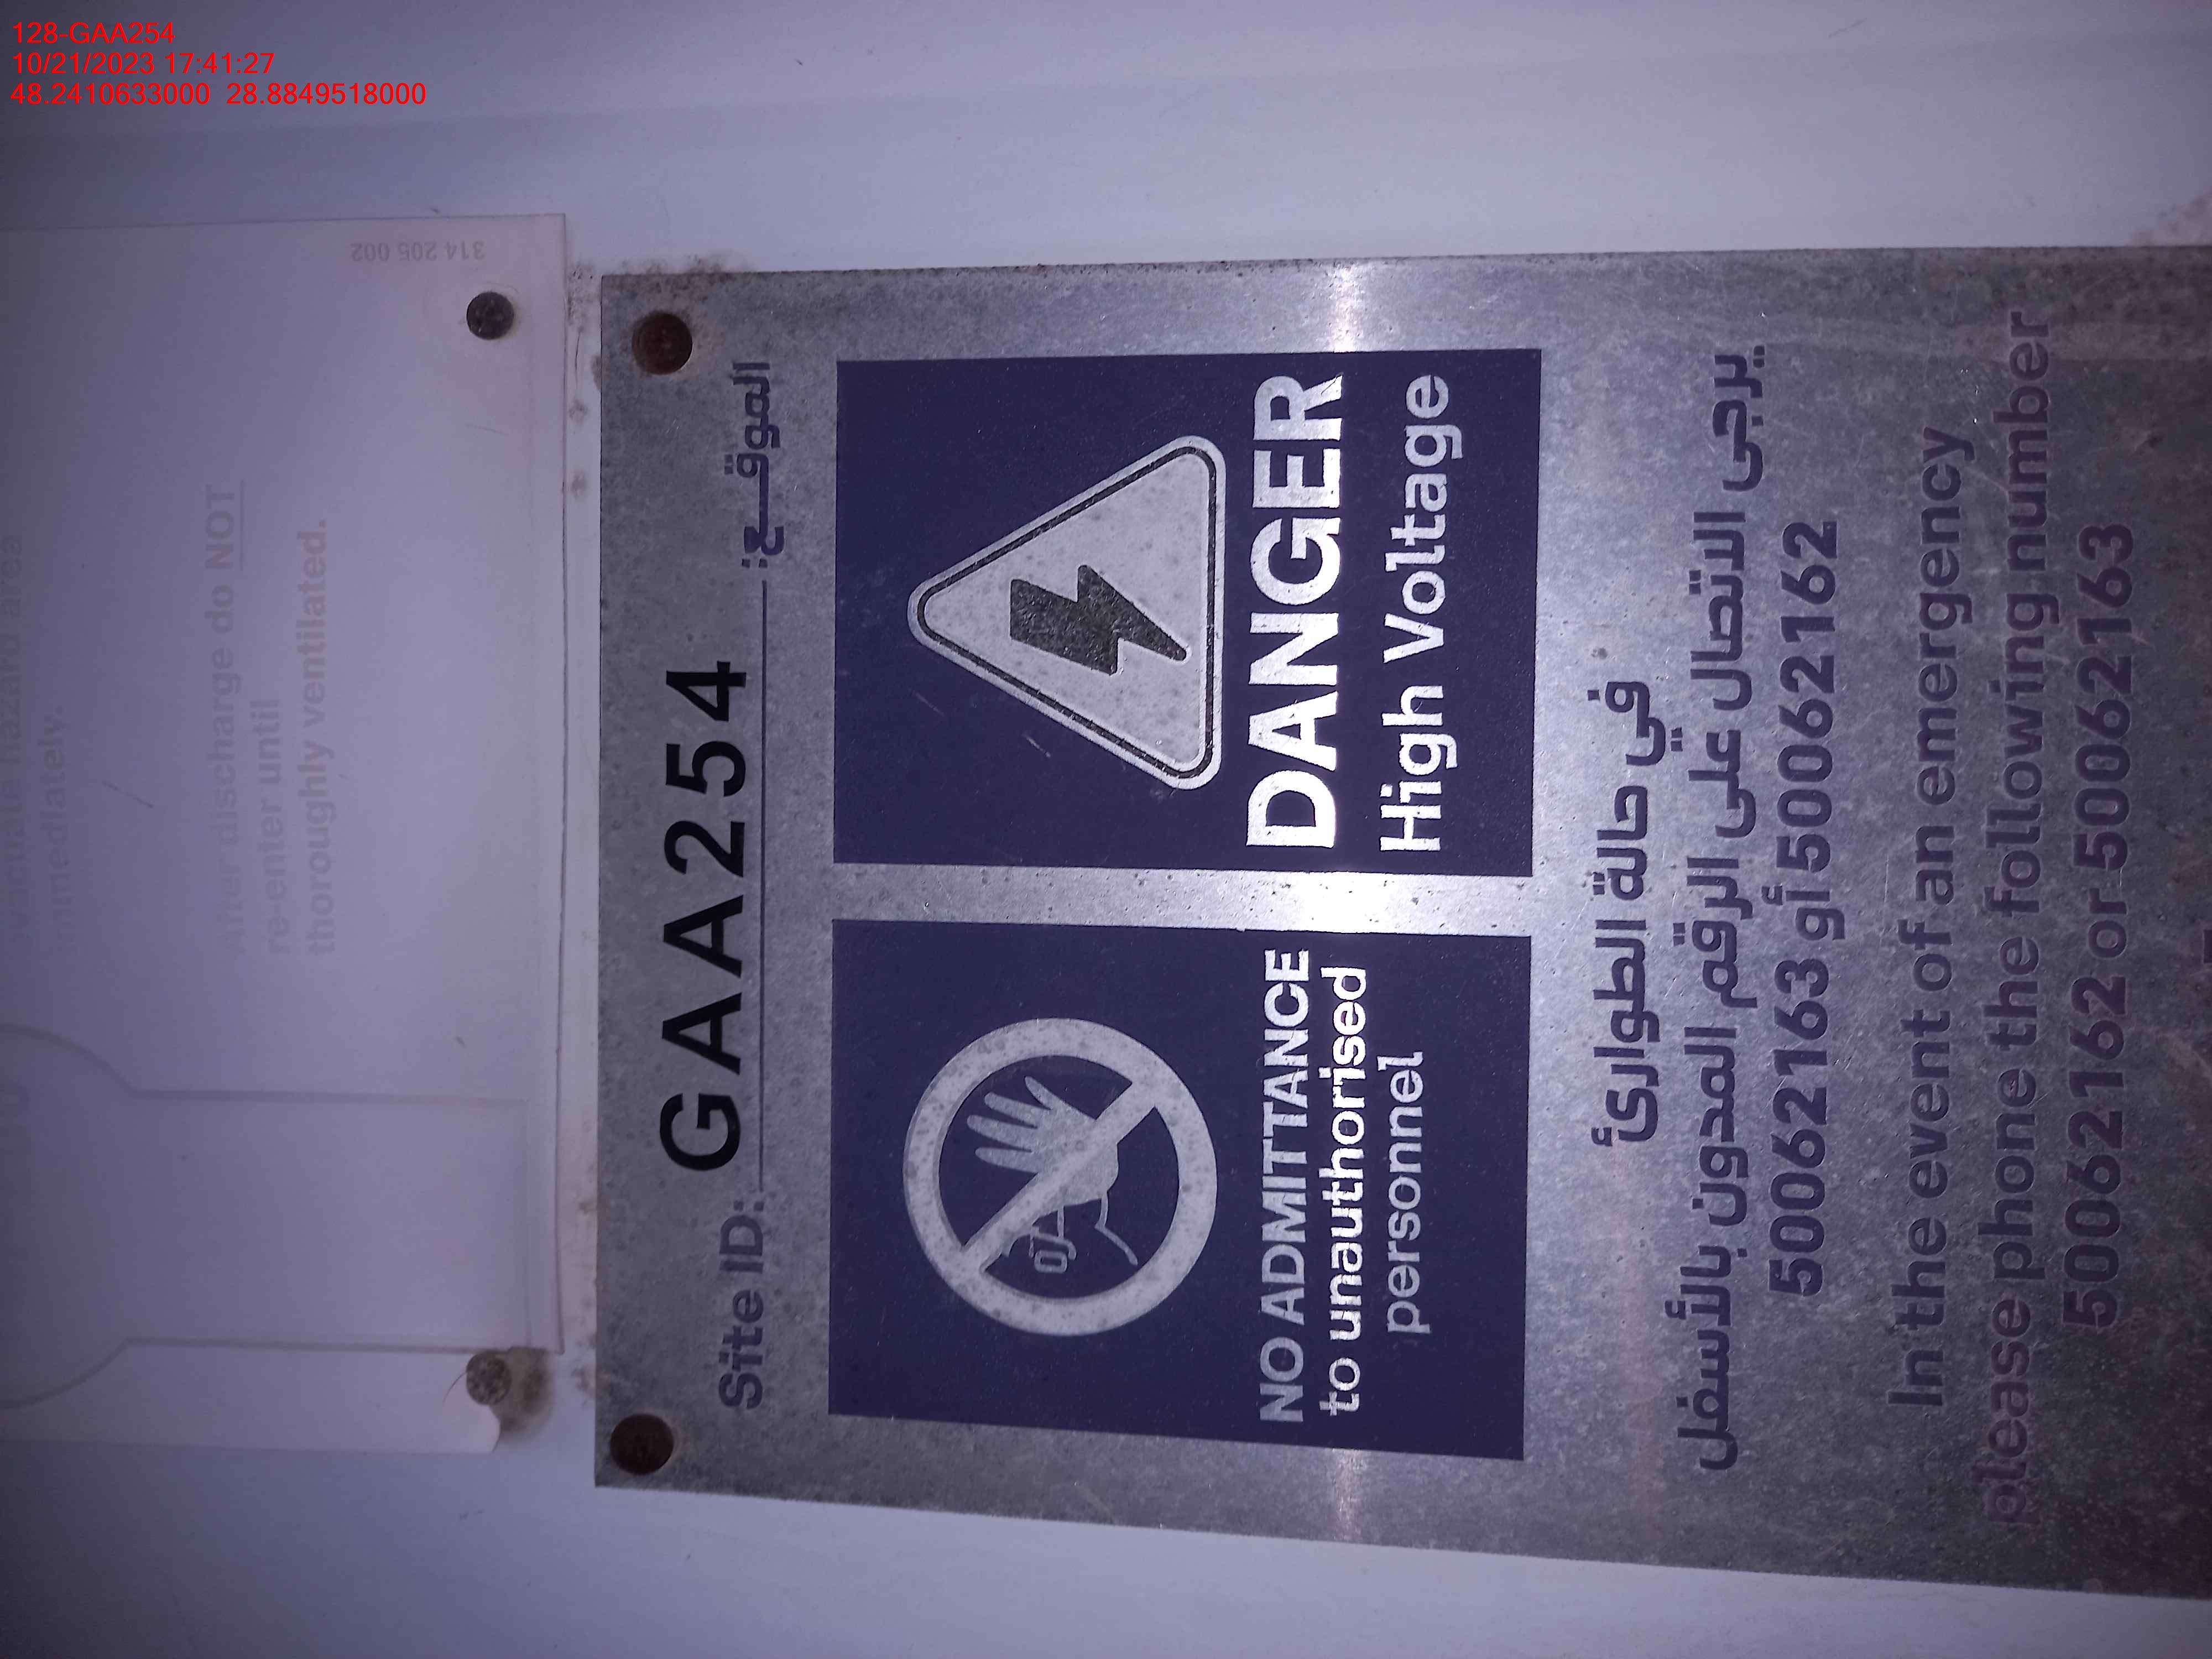 128-GAA254
10/21/2023 17:41:27
48.2410633000 28.8849518000
immediately.
After discharge do NOT
re-enter until
thoroughly ventilated.
314 205 002
Site ID: GAA254 الموقـــع:
NO ADMITTANCE
to unauthorised
personnel
DANGER
High Voltage
في حالة الطوارئ
يرجى الاتصال على الرقم المدون بالأسفل
50062163 أو 50062162
In the event of an emergency
please phone the following number
50062162 or 50062163